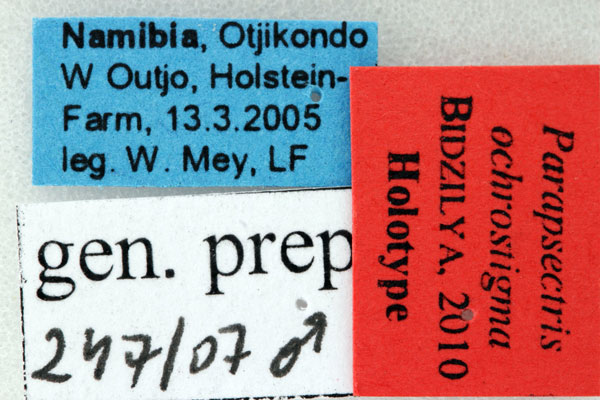 Namibia, Otjikondo
W Outjo, Holstein-
Farm, 13.3.2005
leg. W. Mey, LF
gen. prep
247/07 ♂
Parapsectris
ochrostigma
BIDZILYA, 2010
Holotype